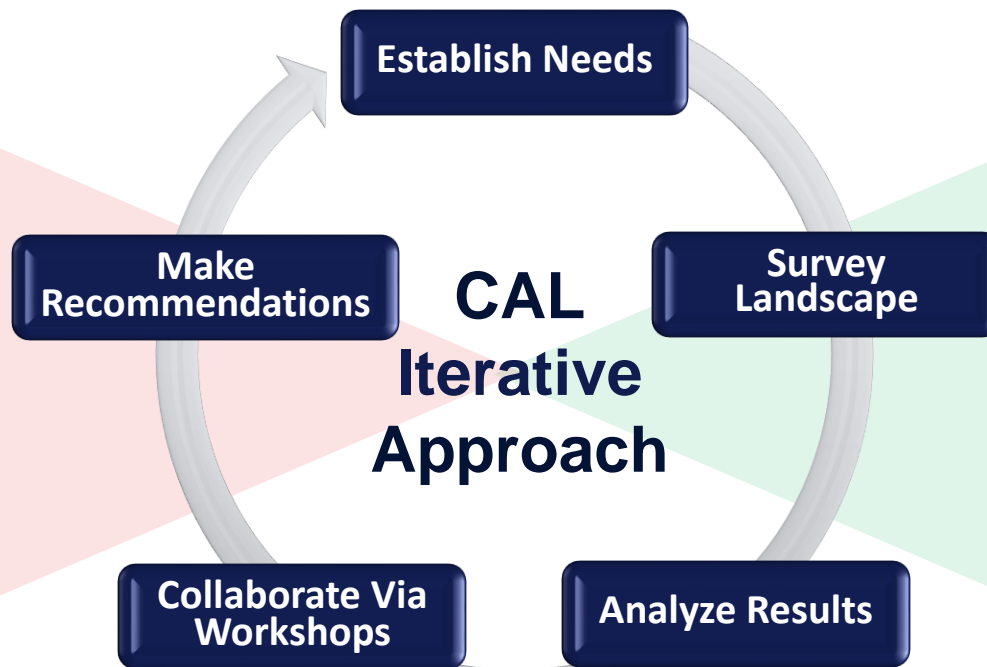 Establish Needs
Survey
Landscape
Analyze Results
Collaborate Via
Workshops
Make
Recommendations
CAL
Iterative
Approach